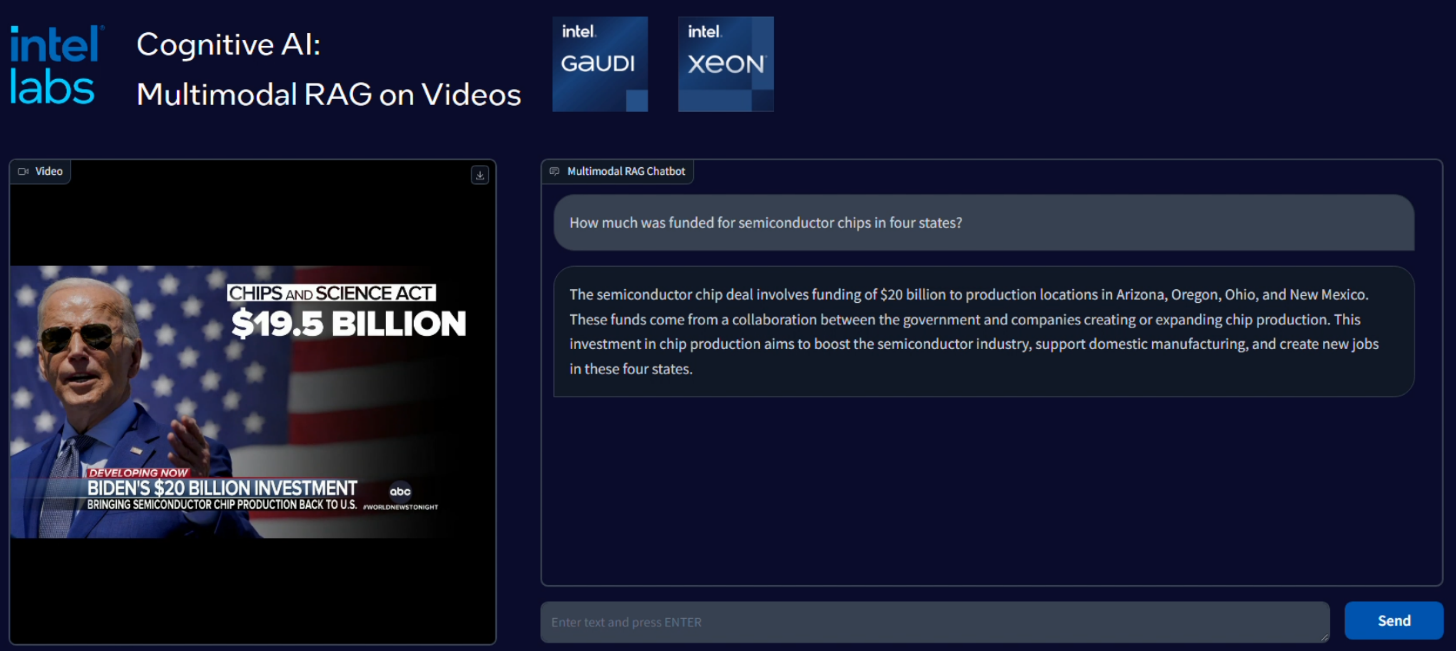 intel
labs
Cognitive AI:
Multimodal RAG on Videos
intel.
GAUDI
intel.
XEON
Video
CHIPS AND SCIENCE ACT
$19.5 BILLION
DEVELOPING NOW
BIDEN'S $20 BILLION INVESTMENT
BRINGING SEMICONDUCTOR CHIP PRODUCTION BACK TO U.S.
abc
#WORLDNEWSTONIGHT
Multimodal RAG Chatbot
How much was funded for semiconductor chips in four states?
The semiconductor chip deal involves funding of $20 billion to production locations in Arizona, Oregon, Ohio, and New Mexico.
These funds come from a collaboration between the government and companies creating or expanding chip production. This
investment in chip production aims to boost the semiconductor industry, support domestic manufacturing, and create new jobs
in these four states.
Enter text and press ENTER
Send